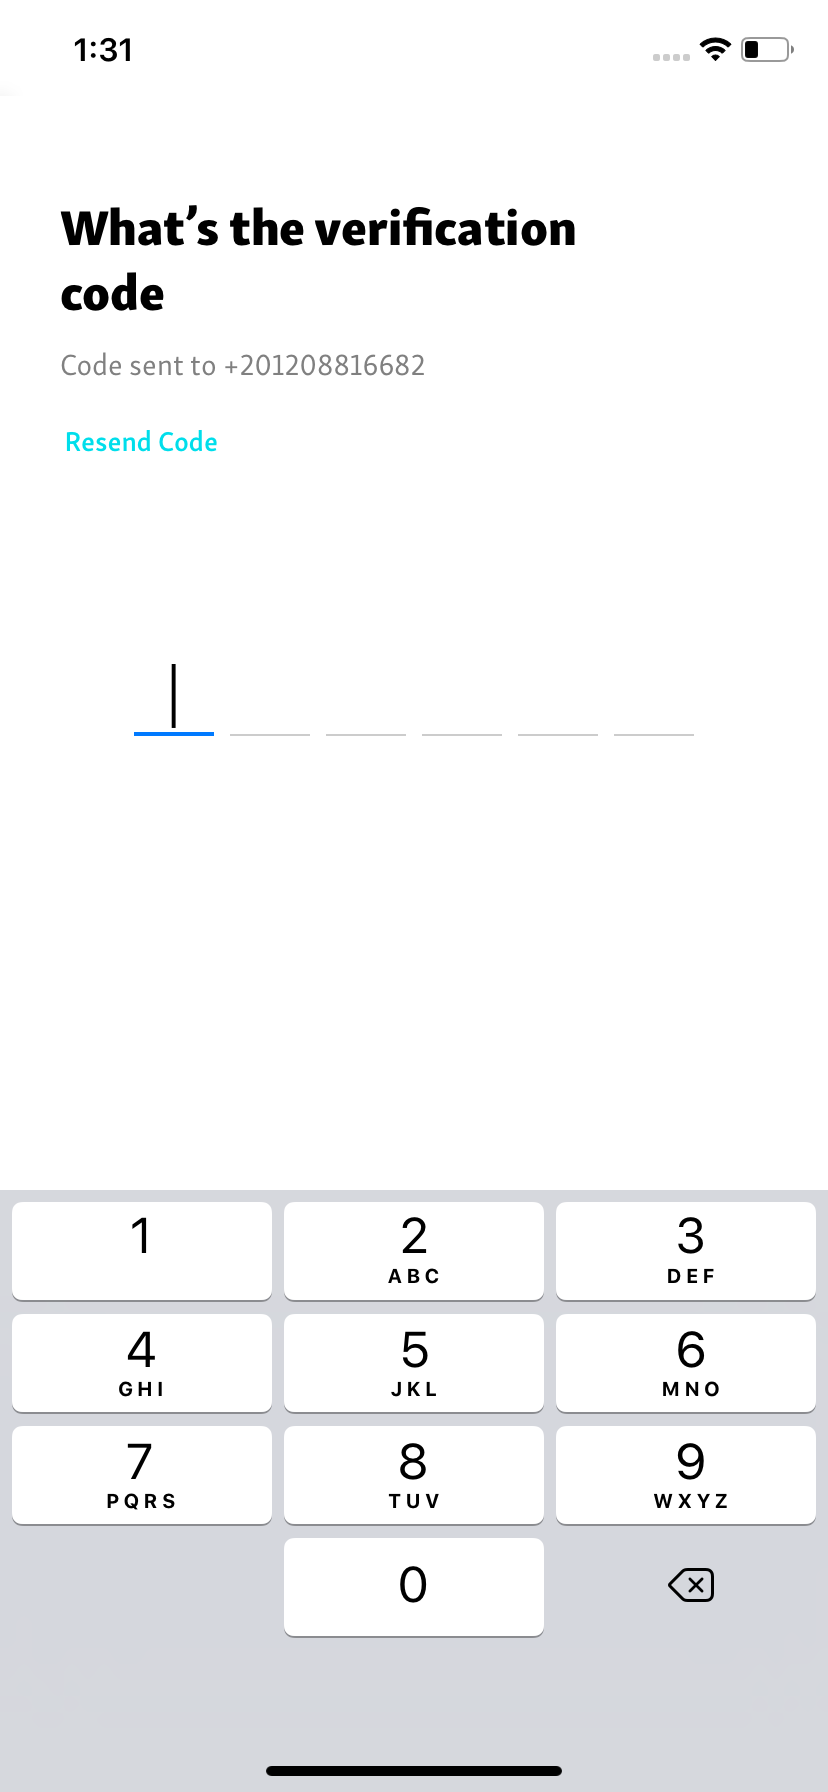 1:31
What's the verification
code
Code sent to +201208816682
Resend Code
1
2
ABC
3
DEF
4
GHI
5
JKL
6
MNO
7
PQRS
8
TUV
9
WXYZ
0